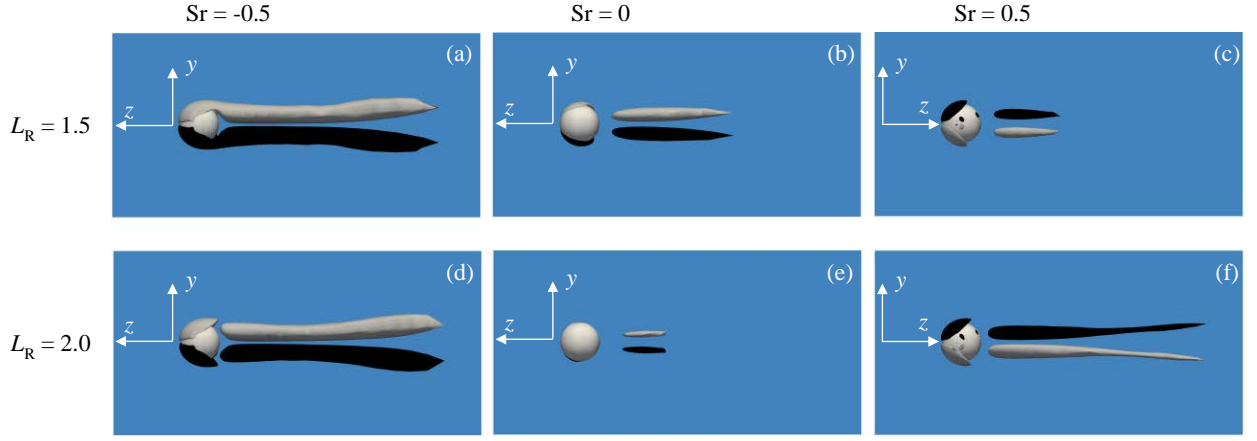 Sr = -0.5 Sr = 0 Sr = 0.5
L_R = 1.5
(a) y z
(b) y z
(c) y z
L_R = 2.0
(d) y z
(e) y z
(f) y z